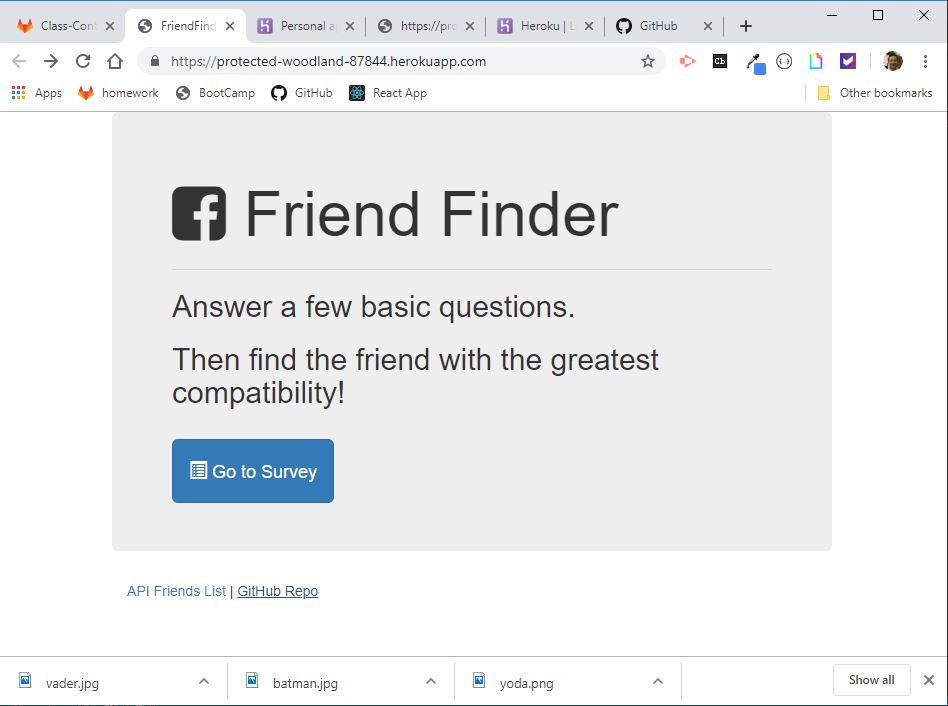 Class-Cont
FriendFind
Personal a
https://pro
Heroku | L
GitHub
https://protected-woodland-87844.herokuapp.com
Cb
Apps
homework
BootCamp
GitHub
React App
Other bookmarks
Friend Finder
Answer a few basic questions.
Then find the friend with the greatest
compatibility!
Go to Survey
API Friends List | GitHub Repo
vader.jpg
batman.jpg
yoda.png
Show all